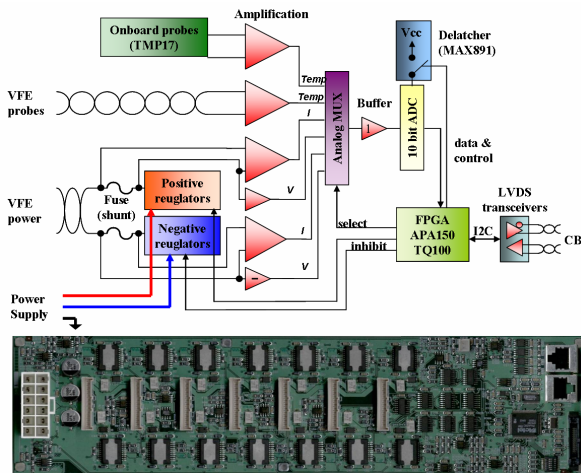 Amplification
Onboard probes
(TMP17)
Delatcher
(MAX891)
Vcc
Temp
VFE
probes
Temp
Analog MUX
Buffer
1
10 bit ADC
I
data &
control
V
VFE
power
Fuse
(shunt)
Positive
reuglators
Negative
reuglators
I
V
–
select
inhibit
FPGA
APA150
TQ100
I2C
LVDS
transceivers
CB
Power
Supply